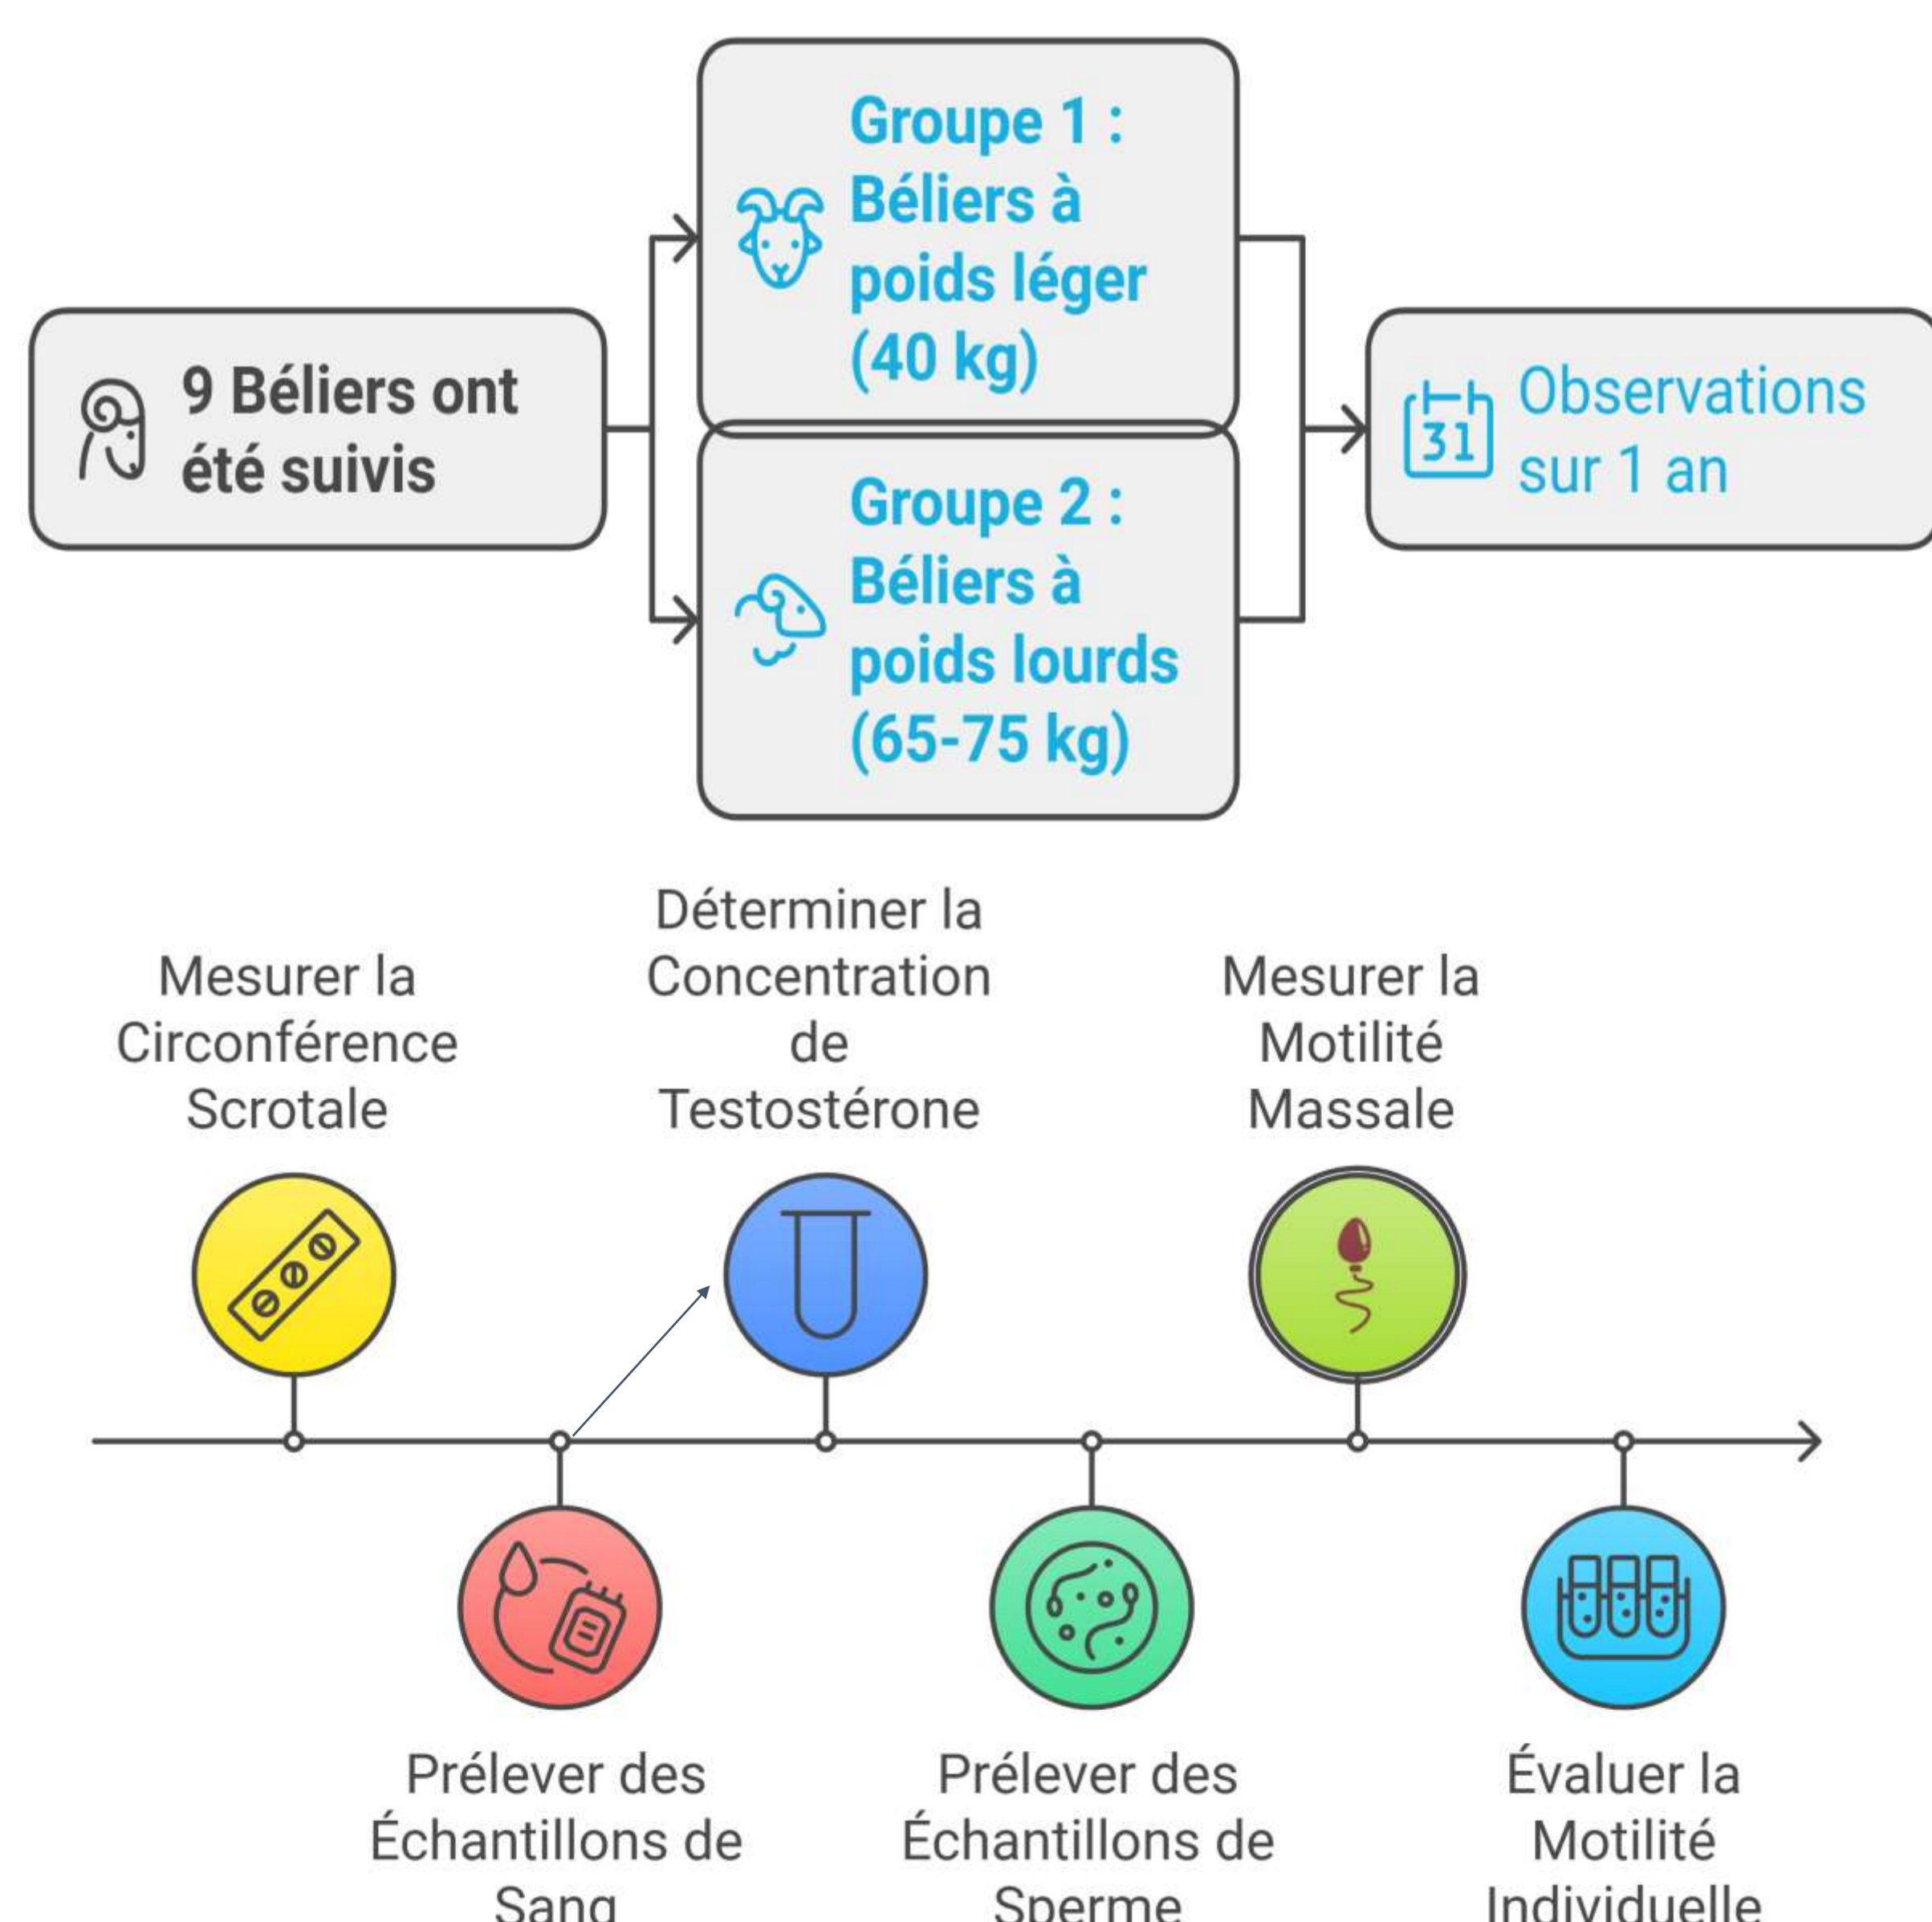 9 Béliers ont
été suivis
Groupe 1 :
Béliers à
poids léger
(40 kg)
Groupe 2 :
Béliers à
poids lourds
(65-75 kg)
31
Observations
sur 1 an
Mesurer la
Circonférence
Scrotale
Déterminer la
Concentration
de
Testostérone
Mesurer la
Motilité
Massale
Prélever des
Échantillons de
Sang
Prélever des
Échantillons de
Sperme
Évaluer la
Motilité
Individuelle